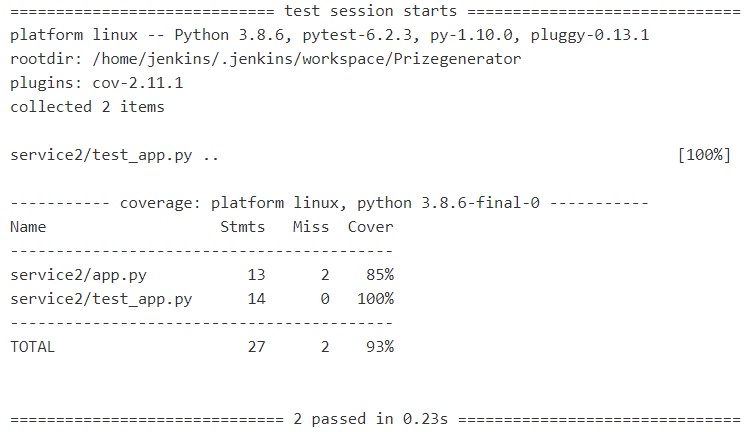 ============================= test session starts ==============================
platform linux -- Python 3.8.6, pytest-6.2.3, py-1.10.0, pluggy-0.13.1
rootdir: /home/jenkins/.jenkins/workspace/Prizegenerator
plugins: cov-2.11.1
collected 2 items
service2/test_app.py .. [100%]
----------- coverage: platform linux, python 3.8.6-final-0 -----------
Name Stmts Miss Cover
------------------------------------------
service2/app.py 13 2 85%
service2/test_app.py 14 0 100%
------------------------------------------
TOTAL 27 2 93%
============================== 2 passed in 0.23s ===============================